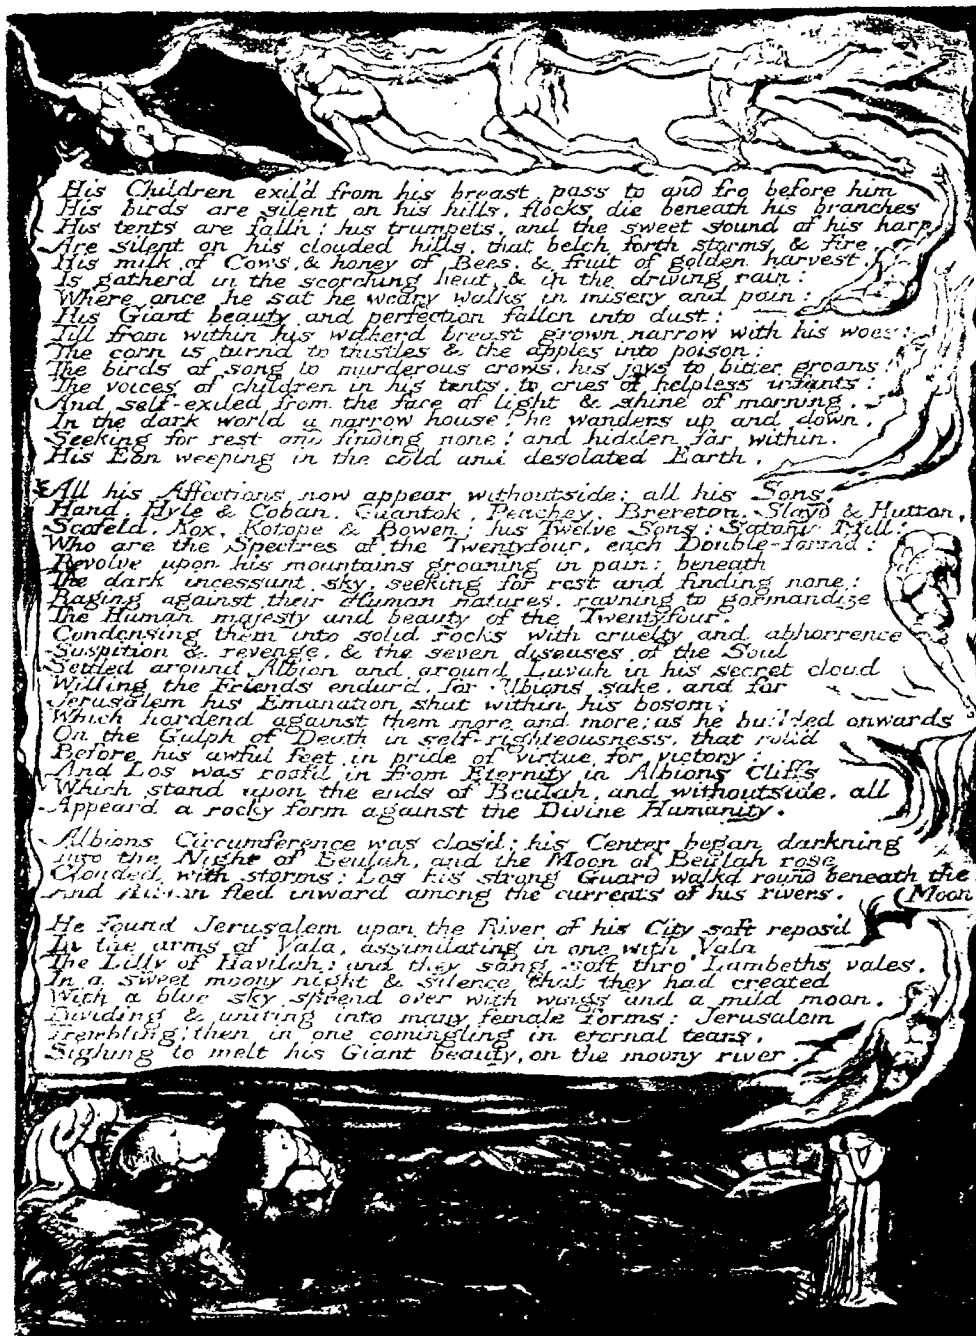 His Children exil'd from his breast pass to and fro before him
His birds are silent on his hills, flocks die beneath his branches
His tents are fall'n! his trumpets, and the sweet sound of his harp
Are silent on his clouded hills, that belch forth storms, & fire.
His milk of Cows, & honey of Bees, & fruit of golden harvest,
Is gather'd in the scorching heat, & in the driving rain:
Where once he sat he weary walks in misery and pain:
His Giant beauty and perfection fallen into dust:
Till from within his witherd breast grown narrow with his woes:
The corn is turn'd to thistles & the apples into poison:
The birds of song to murderous crows, his joys to bitter groans!
The voices of children in his tents, to cries of helpless infants:
And self-exiled from the face of light & shine of morning,
In the dark world a narrow house! he wanders up and down,
Seeking for rest and finding none! and hidden far within,
His Eon weeping in the cold and desolated Earth.
All his Affections now appear withoutside: all his Sons,
Hand, Hyle & Coban, Guantok, Peachey, Brereton, Slayd & Hutton,
Scofeld, Kox, Kotope & Bowen; his Twelve Sons: Satanic Mill:
Who are the Spectres of the Twentyfour, each Double-form'd:
Revolve upon his mountains groaning in pain: beneath
The dark incessant sky, seeking for rest and finding none:
Raging against their Human natures, ravning to gormandize
The Human majesty and beauty of the Twentyfour.
Condensing them into solid rocks with cruelty and abhorrence
Suspition & revenge, & the seven diseases of the Soul
Settled around Albion and around Luvah in his secret cloud
Willing the Friends endur'd, for Albions sake, and for
Jerusalem his Emanation shut within his bosom;
Which harden'd against them more and more; as he builded onwards
On the Gulph of Death in self-righteousness, that roll'd
Before his awful feet, in pride of virtue for victory:
And Los was roof'd in from Eternity in Albions Cliffs
Which stand upon the ends of Beulah, and withoutside, all
Appear'd a rocky form against the Divine Humanity.
Albions Circumference was clos'd: his Center began darkning
Into the Night of Beulah, and the Moon of Beulah rose
Clouded with storms: Los his strong Guard walkd round beneath the
Moon
And Albion fled inward among the currents of his rivers.
He found Jerusalem upon the River of his City soft repos'd
In the arms of Vala, assimilating in one with Vala
The Lilly of Havilah: and they sang soft thro' Lambeths vales,
In a sweet moony night & silence that they had created
With a blue sky spread over with wings and a mild moon,
Dividing & uniting into many female forms: Jerusalem
Trembling! then in one comingling in eternal tears,
Sighing to melt his Giant beauty, on the moony river.